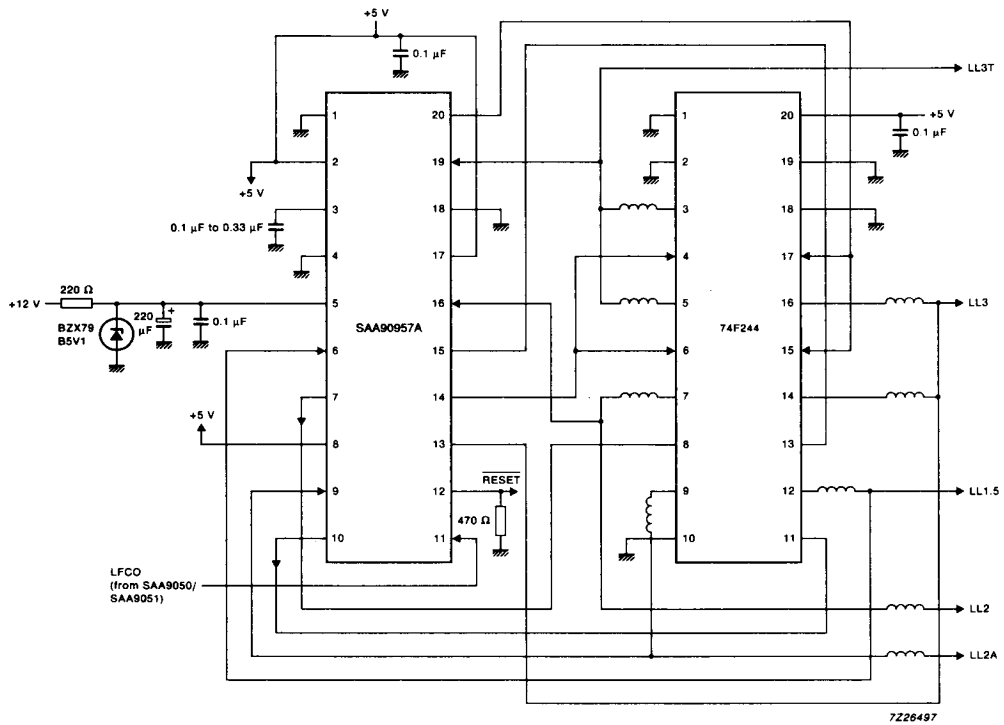 +5 V
0.1 µF
LL3T
1
20
1
20
+5 V
0.1 µF
2
19
2
19
+5 V
3
18
3
18
0.1 µF to 0.33 µF
4
17
4
17
220 Ω
+12 V
5
16
5
16
LL3
BZX79
B5V1
220
µF
+
0.1 µF
SAA90957A
74F244
6
15
6
15
7
14
7
14
+5 V
8
13
8
13
RESET
9
12
9
12
LL1.5
470 Ω
10
11
10
11
LFCO
(from SAA9050/
SAA9051)
LL2
LL2A
7Z26497